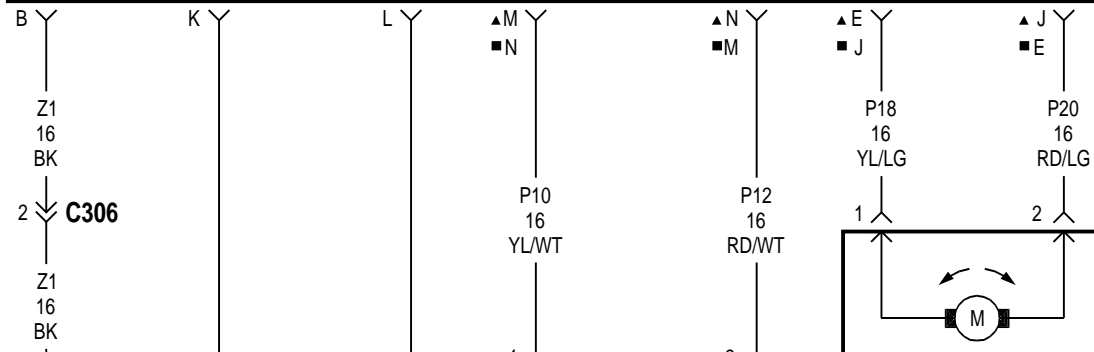 B K L ▲M ▲N ▲E ▲J
■N ■M ■J ■E
Z1 P18 P20
16 16 16
BK YL/LG RD/LG
P10 P12
2 C306 16 16 1 2
YL/WT RD/WT
Z1
16 M
BK